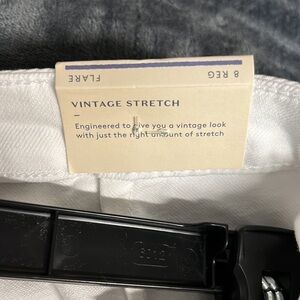 8 REG
FLARE
VINTAGE STRETCH
Engineered to give you a vintage look
with just the right amount of stretch